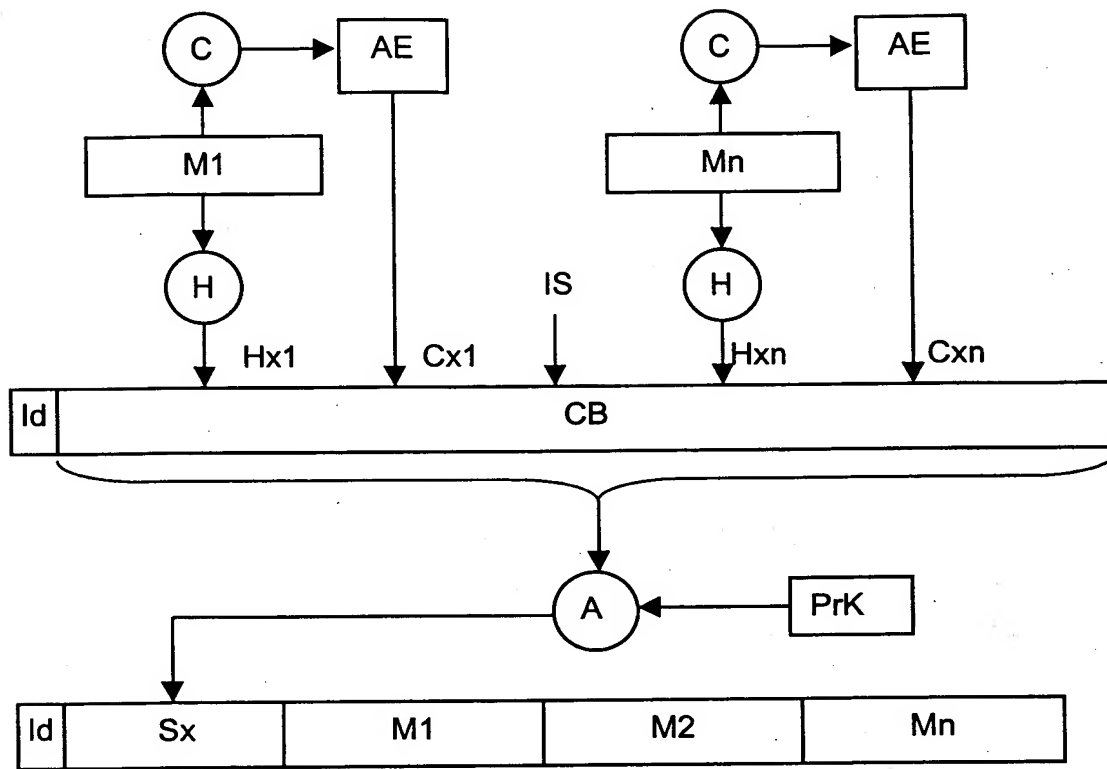 C AE C AE
M1 Mn
H IS H
Hx1 Cx1 Hxn Cxn
Id CB
A PrK
Id Sx M1 M2 Mn